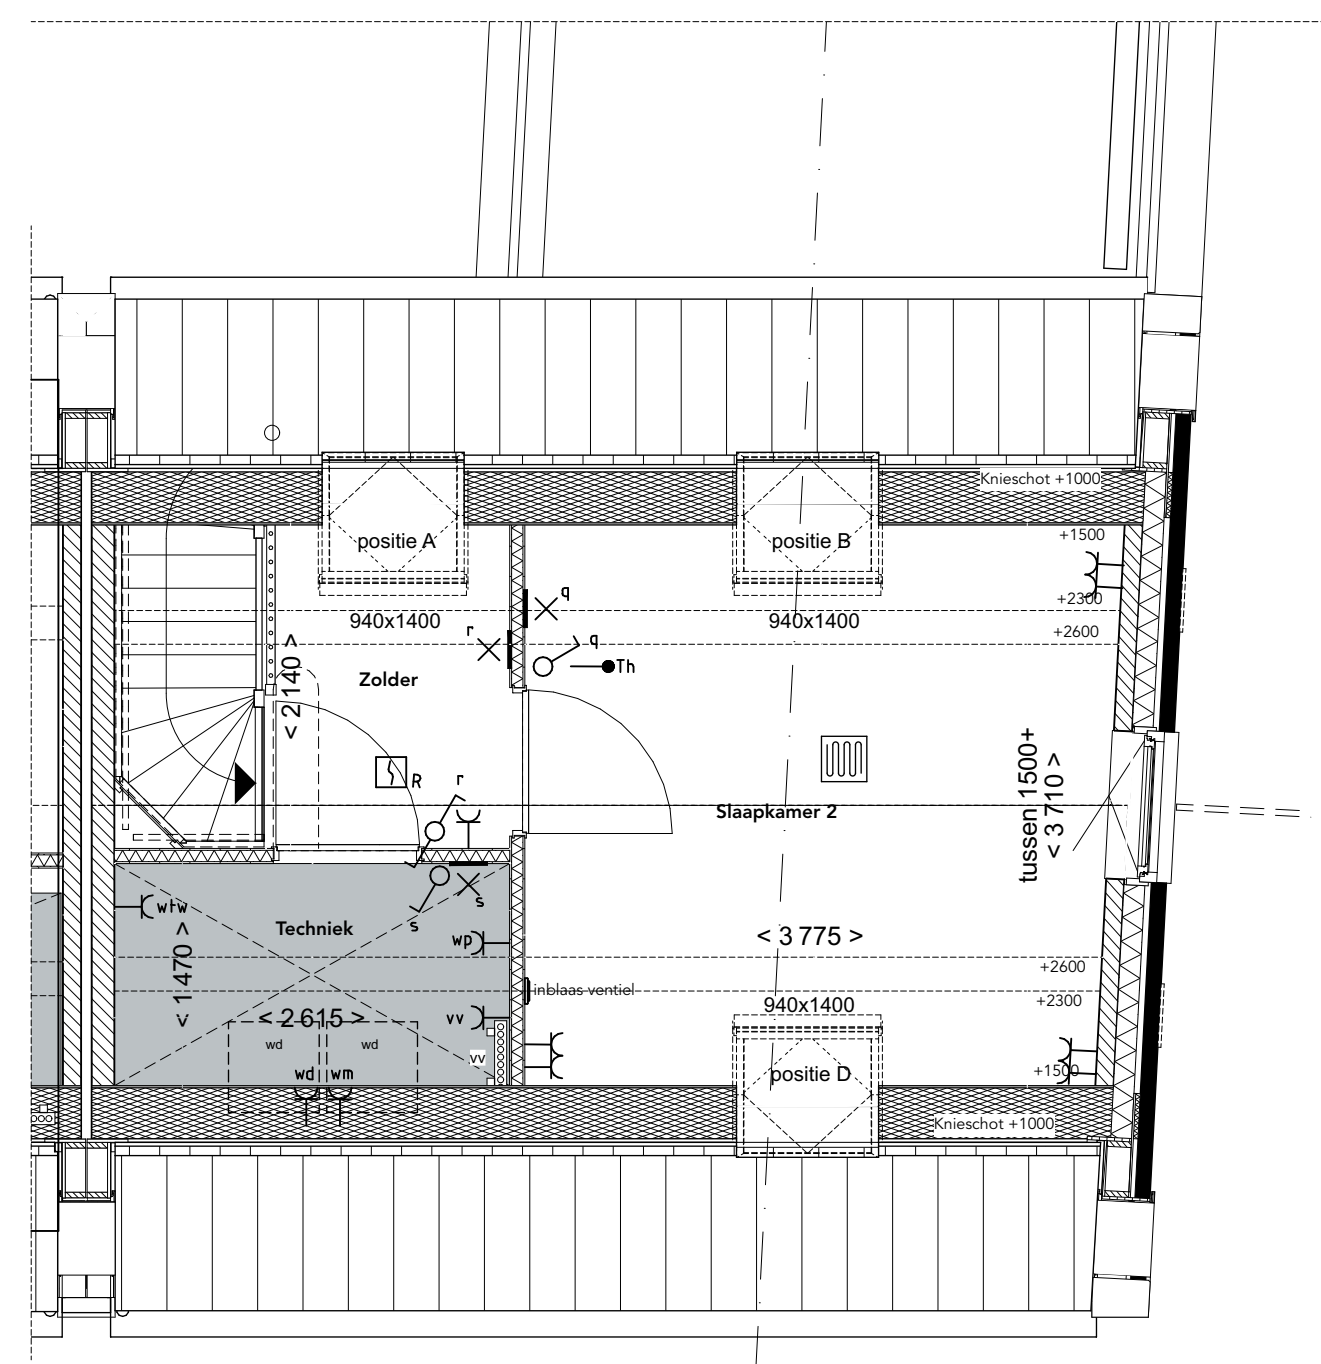 Knieschot +1000
positie A
positie B
+1500
q
+2300
940x1400
940x1400
+2600
r
q
Th
< 2 140 >
Zolder
R
r
tussen 1500+
< 3 710 >
Slaapkamer 2
wtw
s
Techniek
s
wp
< 3 775 >
< 1 470 >
+2600
inblaas ventiel
+2300
940x1400
< 2 615 >
vv
wd
wd
vv
wd
wm
positie D
+1500
Knieschot +1000